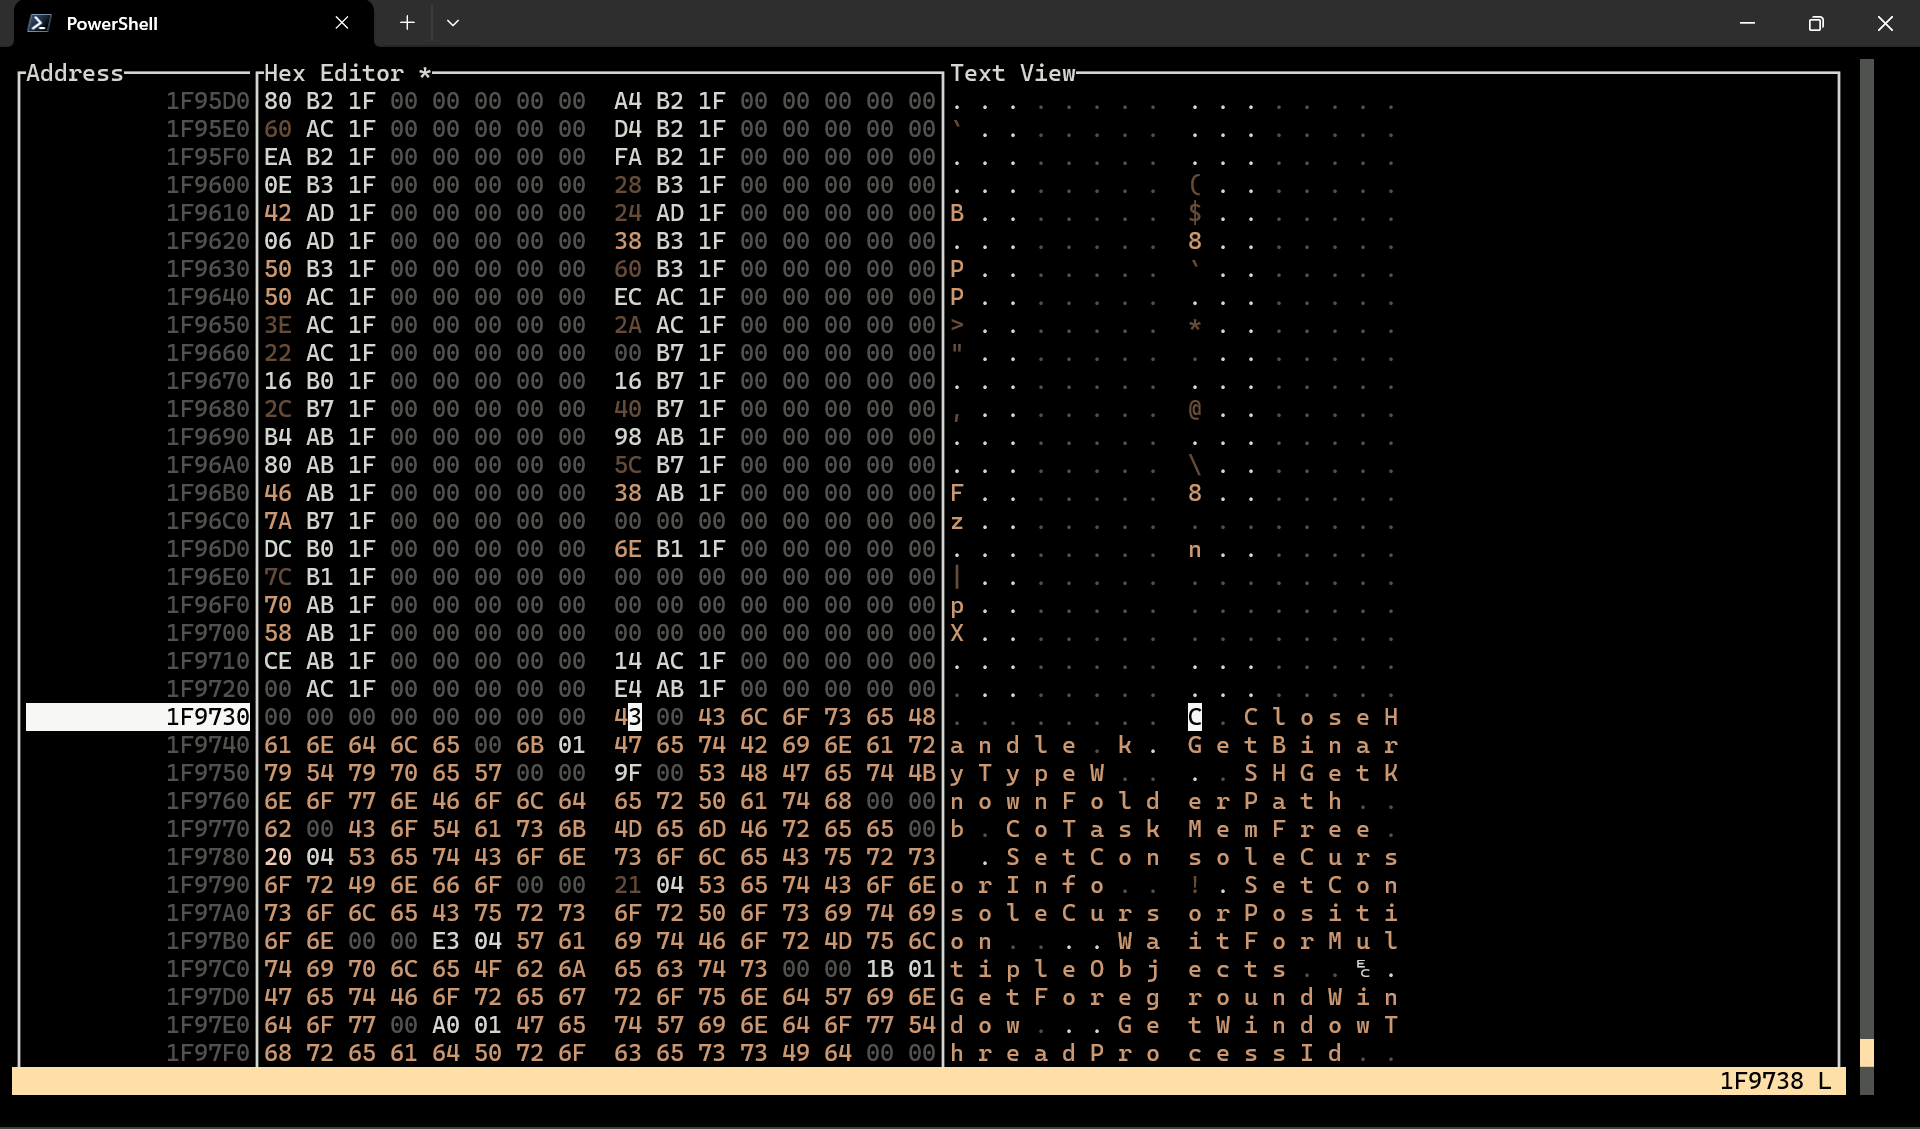 PowerShell
Address Hex Editor * Text View
1F95D0 80 B2 1F 00 00 00 00 00 A4 B2 1F 00 00 00 00 00 . . . . . . . . . . . . . . . .
1F95E0 60 AC 1F 00 00 00 00 00 D4 B2 1F 00 00 00 00 00 ` . . . . . . . . . . . . . . .
1F95F0 EA B2 1F 00 00 00 00 00 FA B2 1F 00 00 00 00 00 . . . . . . . . . . . . . . . .
1F9600 0E B3 1F 00 00 00 00 00 28 B3 1F 00 00 00 00 00 . . . . . . . . ( . . . . . . .
1F9610 42 AD 1F 00 00 00 00 00 24 AD 1F 00 00 00 00 00 B . . . . . . . $ . . . . . . .
1F9620 06 AD 1F 00 00 00 00 00 38 B3 1F 00 00 00 00 00 . . . . . . . . 8 . . . . . . .
1F9630 50 B3 1F 00 00 00 00 00 60 B3 1F 00 00 00 00 00 P . . . . . . . ` . . . . . . .
1F9640 50 AC 1F 00 00 00 00 00 EC AC 1F 00 00 00 00 00 P . . . . . . . . . . . . . . .
1F9650 3E AC 1F 00 00 00 00 00 2A AC 1F 00 00 00 00 00 > . . . . . . . * . . . . . . .
1F9660 22 AC 1F 00 00 00 00 00 00 B7 1F 00 00 00 00 00 " . . . . . . . . . . . . . . .
1F9670 16 B0 1F 00 00 00 00 00 16 B7 1F 00 00 00 00 00 . . . . . . . . . . . . . . . .
1F9680 2C B7 1F 00 00 00 00 00 40 B7 1F 00 00 00 00 00 , . . . . . . . @ . . . . . . .
1F9690 B4 AB 1F 00 00 00 00 00 98 AB 1F 00 00 00 00 00 . . . . . . . . . . . . . . . .
1F96A0 80 AB 1F 00 00 00 00 00 5C B7 1F 00 00 00 00 00 . . . . . . . . \ . . . . . . .
1F96B0 46 AB 1F 00 00 00 00 00 38 AB 1F 00 00 00 00 00 F . . . . . . . 8 . . . . . . .
1F96C0 7A B7 1F 00 00 00 00 00 00 00 00 00 00 00 00 00 z . . . . . . . . . . . . . . .
1F96D0 DC B0 1F 00 00 00 00 00 6E B1 1F 00 00 00 00 00 . . . . . . . . n . . . . . . .
1F96E0 7C B1 1F 00 00 00 00 00 00 00 00 00 00 00 00 00 | . . . . . . . . . . . . . . .
1F96F0 70 AB 1F 00 00 00 00 00 00 00 00 00 00 00 00 00 p . . . . . . . . . . . . . . .
1F9700 58 AB 1F 00 00 00 00 00 00 00 00 00 00 00 00 00 X . . . . . . . . . . . . . . .
1F9710 CE AB 1F 00 00 00 00 00 14 AC 1F 00 00 00 00 00 . . . . . . . . . . . . . . . .
1F9720 00 AC 1F 00 00 00 00 00 E4 AB 1F 00 00 00 00 00 . . . . . . . . . . . . . . . .
1F9730 00 00 00 00 00 00 00 00 43 00 43 6C 6F 73 65 48 . . . . . . . . C . C l o s e H
1F9740 61 6E 64 6C 65 00 6B 01 47 65 74 42 69 6E 61 72 a n d l e . k . G e t B i n a r
1F9750 79 54 79 70 65 57 00 00 9F 00 53 48 47 65 74 4B y T y p e W . . . . S H G e t K
1F9760 6E 6F 77 6E 46 6F 6C 64 65 72 50 61 74 68 00 00 n o w n F o l d e r P a t h . .
1F9770 62 00 43 6F 54 61 73 6B 4D 65 6D 46 72 65 65 00 b . C o T a s k M e m F r e e .
1F9780 20 04 53 65 74 43 6F 6E 73 6F 6C 65 43 75 72 73 . S e t C o n s o l e C u r s
1F9790 6F 72 49 6E 66 6F 00 00 21 04 53 65 74 43 6F 6E o r I n f o . . ! . S e t C o n
1F97A0 73 6F 6C 65 43 75 72 73 6F 72 50 6F 73 69 74 69 s o l e C u r s o r P o s i t i
1F97B0 6F 6E 00 00 E3 04 57 61 69 74 46 6F 72 4D 75 6C o n . . . . W a i t F o r M u l
1F97C0 74 69 70 6C 65 4F 62 6A 65 63 74 73 00 00 1B 01 t i p l e O b j e c t s . . ␛ .
1F97D0 47 65 74 46 6F 72 65 67 72 6F 75 6E 64 57 69 6E G e t F o r e g r o u n d W i n
1F97E0 64 6F 77 00 A0 01 47 65 74 57 69 6E 64 6F 77 54 d o w . . . G e t W i n d o w T
1F97F0 68 72 65 61 64 50 72 6F 63 65 73 73 49 64 00 00 h r e a d P r o c e s s I d . .
1F9738 L